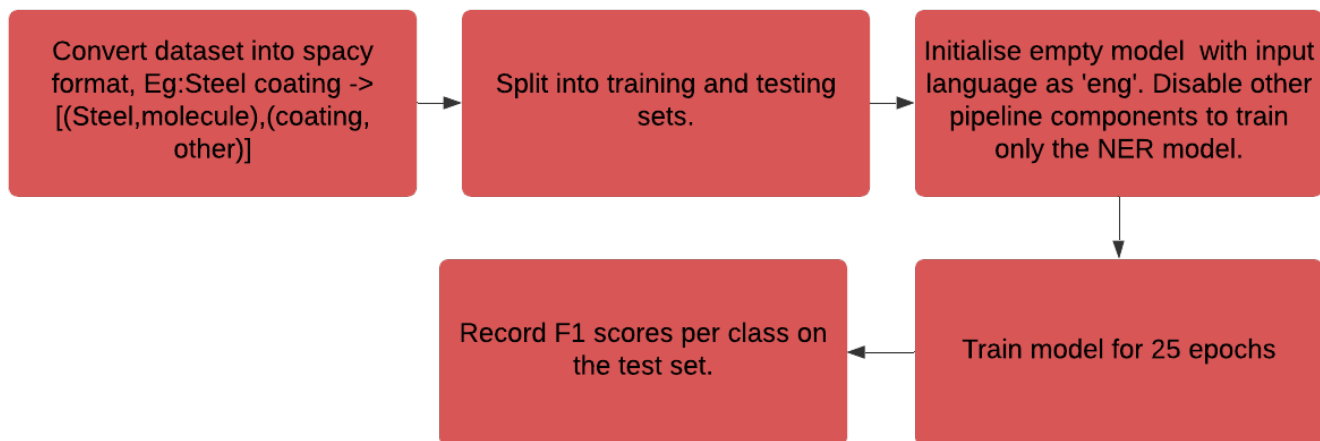 Convert dataset into spacy
format, Eg:Steel coating ->
[(Steel,molecule),(coating,
other)]
Split into training and testing
sets.
Initialise empty model  with input
language as 'eng'. Disable other
pipeline components to train
only the NER model.
Train model for 25 epochs
Record F1 scores per class on
the test set.